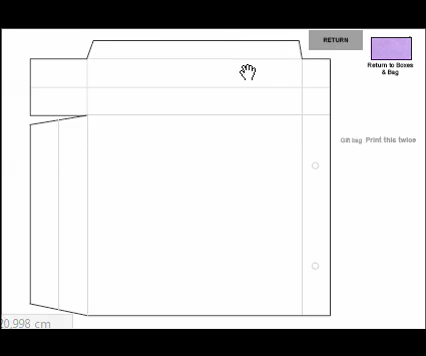 RETURN
Return to Boxes
& Bag
Gift bag Print this twice
20,998 cm